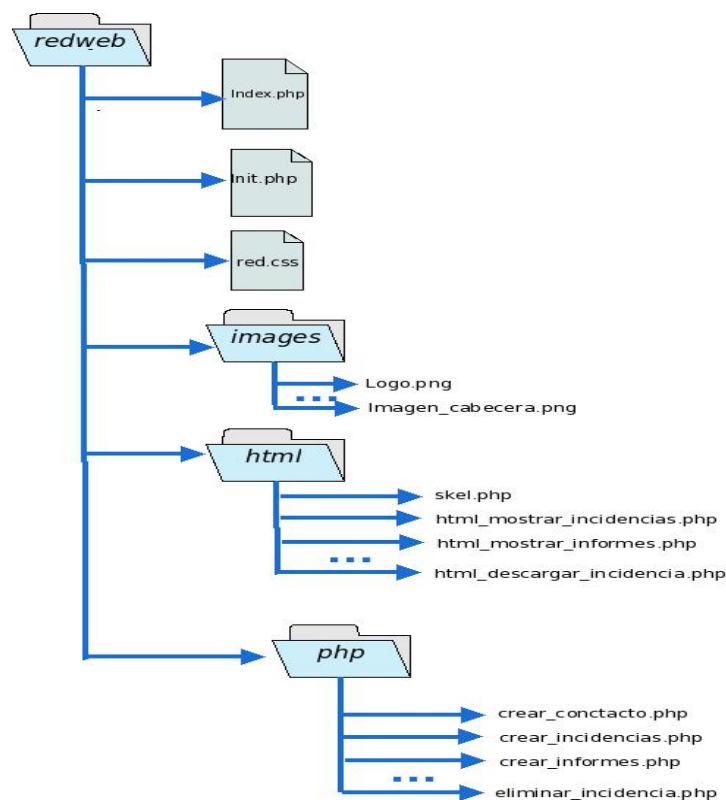 redweb
Index.php
Init.php
red.css
images
Logo.png
Imagen_cabecera.png
html
skel.php
html_mostrar_incidencias.php
html_mostrar_informes.php
html_descargar_incidencia.php
php
crear_conctacto.php
crear_incidencias.php
crear_informes.php
eliminar_incidencia.php